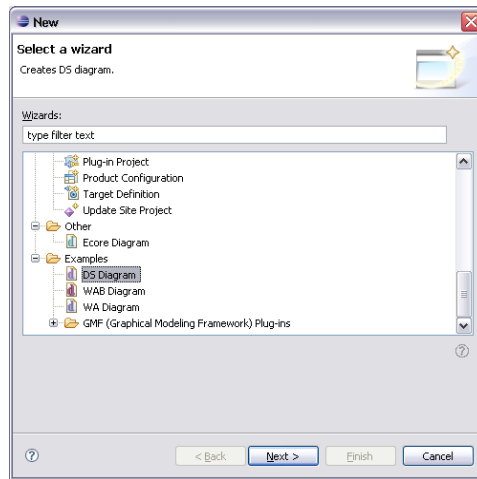 New
Select a wizard
Creates DS diagram.
Wizards:
type filter text
Plug-in Project
Product Configuration
Target Definition
Update Site Project
Other
Ecore Diagram
Examples
DS Diagram
WAB Diagram
WA Diagram
GMF (Graphical Modeling Framework) Plug-ins
? < Back Next > Finish Cancel